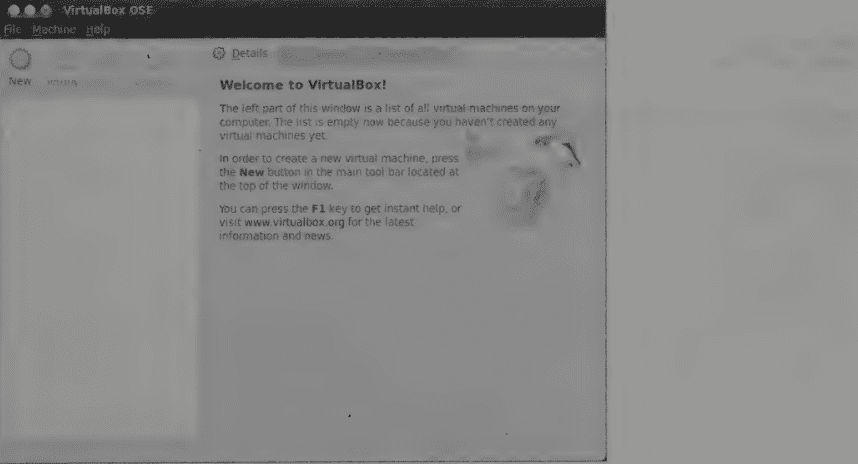 VirtualBox OSE
File Machine Help
New
Details
Welcome to VirtualBox!
The left part of this window is a list of all virtual machines on your
computer. The list is empty now because you haven't created any
virtual machines yet.
In order to create a new virtual machine, press
the New button in the main tool bar located at
the top of the window.
You can press the F1 key to get instant help, or
visit www.virtualbox.org for the latest
information and news.